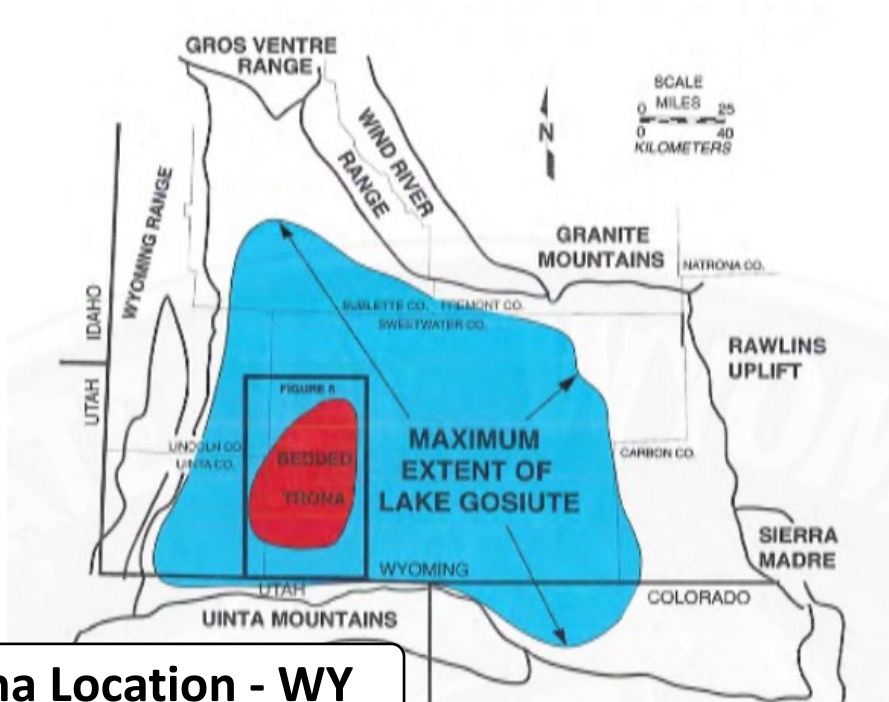 GROS VENTRE
RANGE
WIND RIVER
RANGE
WYOMING RANGE
N
SCALE
MILES
0 25
0 40
KILOMETERS
GRANITE
MOUNTAINS
NATRONA CO.
SUBLETTE CO. FREMONT CO.
SWEETWATER CO.
IDAHO
UTAH
RAWLINS
UPLIFT
FIGURE
BEDDED
TRONA
MAXIMUM
EXTENT OF
LAKE GOSIUTE
LINCOLN CO.
UINTA CO.
CARBON CO.
SIERRA
MADRE
WYOMING
UTAH
COLORADO
UINTA MOUNTAINS
na Location - WY